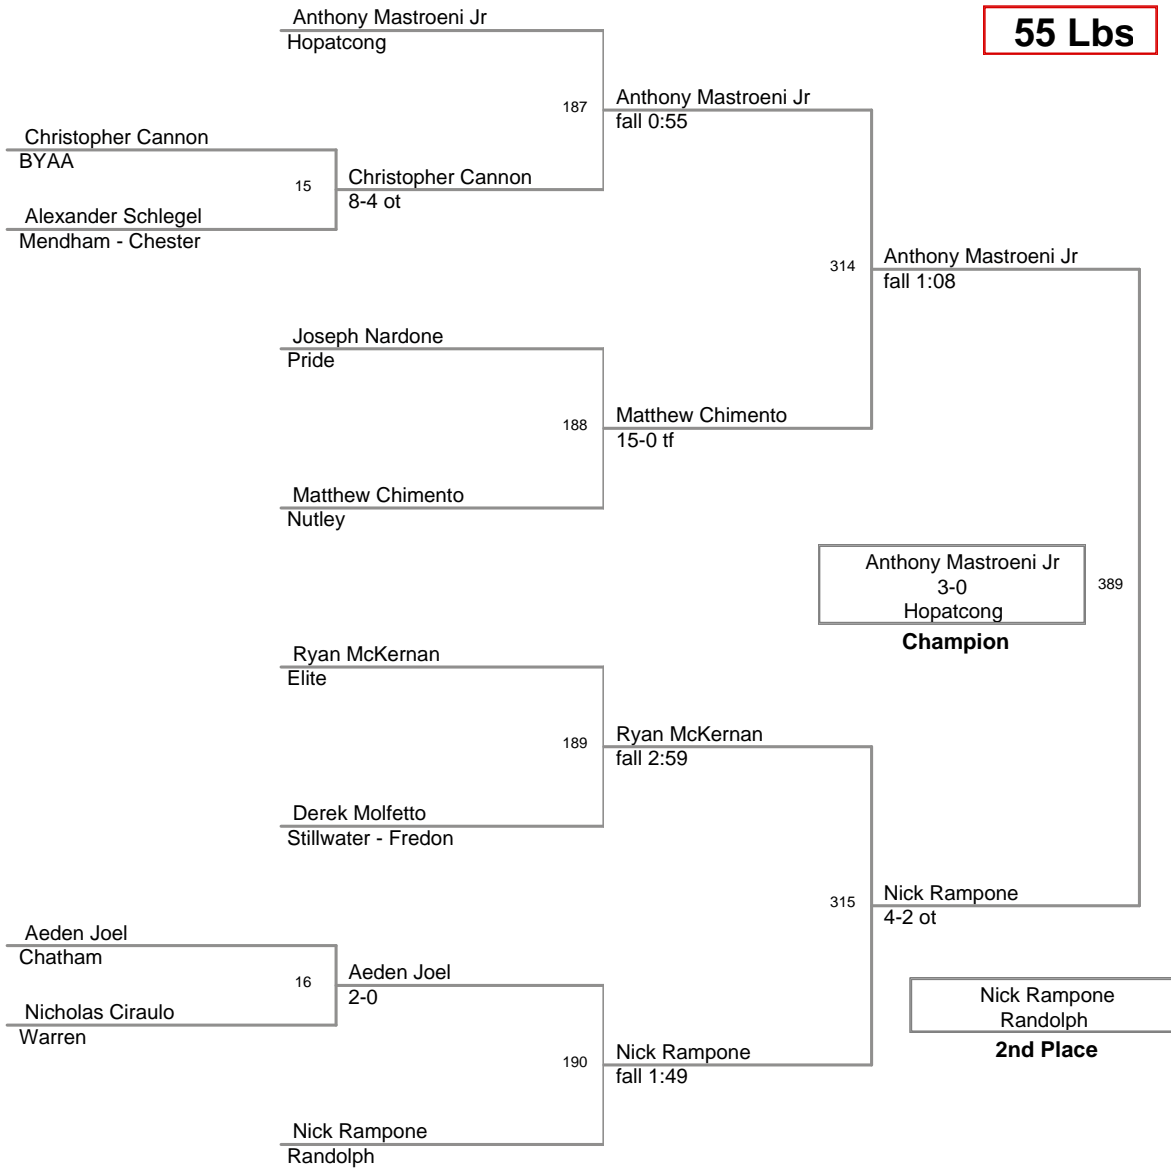 Anthony Mastroeni Jr
Hopatcong
55 Lbs
187
Anthony Mastroeni Jr
fall 0:55
Christopher Cannon
BYAA
15
Christopher Cannon
8-4 ot
Alexander Schlegel
Mendham - Chester
314
Anthony Mastroeni Jr
fall 1:08
Joseph Nardone
Pride
188
Matthew Chimento
15-0 tf
Matthew Chimento
Nutley
Anthony Mastroeni Jr
3-0
Hopatcong
389
Champion
Ryan McKernan
Elite
189
Ryan McKernan
fall 2:59
Derek Molfetto
Stillwater - Fredon
315
Nick Rampone
4-2 ot
Aeden Joel
Chatham
16
Aeden Joel
2-0
Nicholas Ciraulo
Warren
Nick Rampone
Randolph
2nd Place
190
Nick Rampone
fall 1:49
Nick Rampone
Randolph